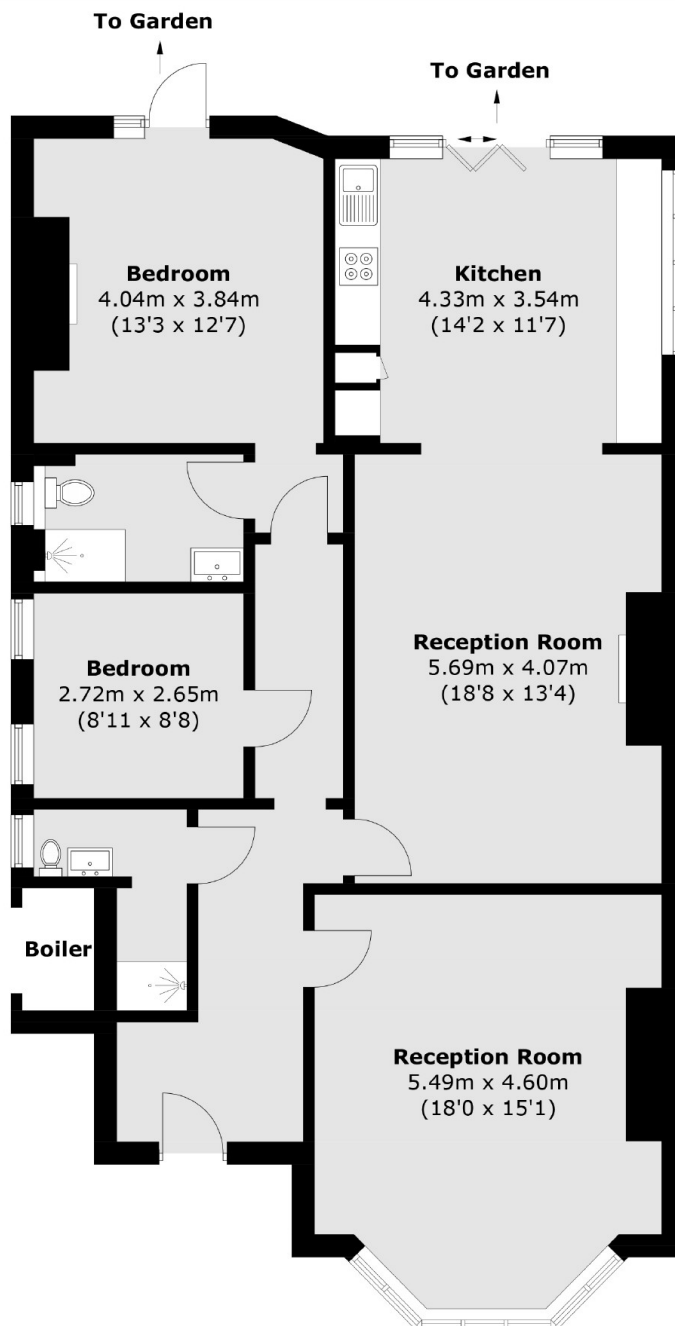 To Garden
To Garden
Bedroom
4.04m x 3.84m
(13'3 x 12'7)
Kitchen
4.33m x 3.54m
(14'2 x 11'7)
Reception Room
5.69m x 4.07m
(18'8 x 13'4)
Bedroom
2.72m x 2.65m
(8'11 x 8'8)
Boiler
Reception Room
5.49m x 4.60m
(18'0 x 15'1)